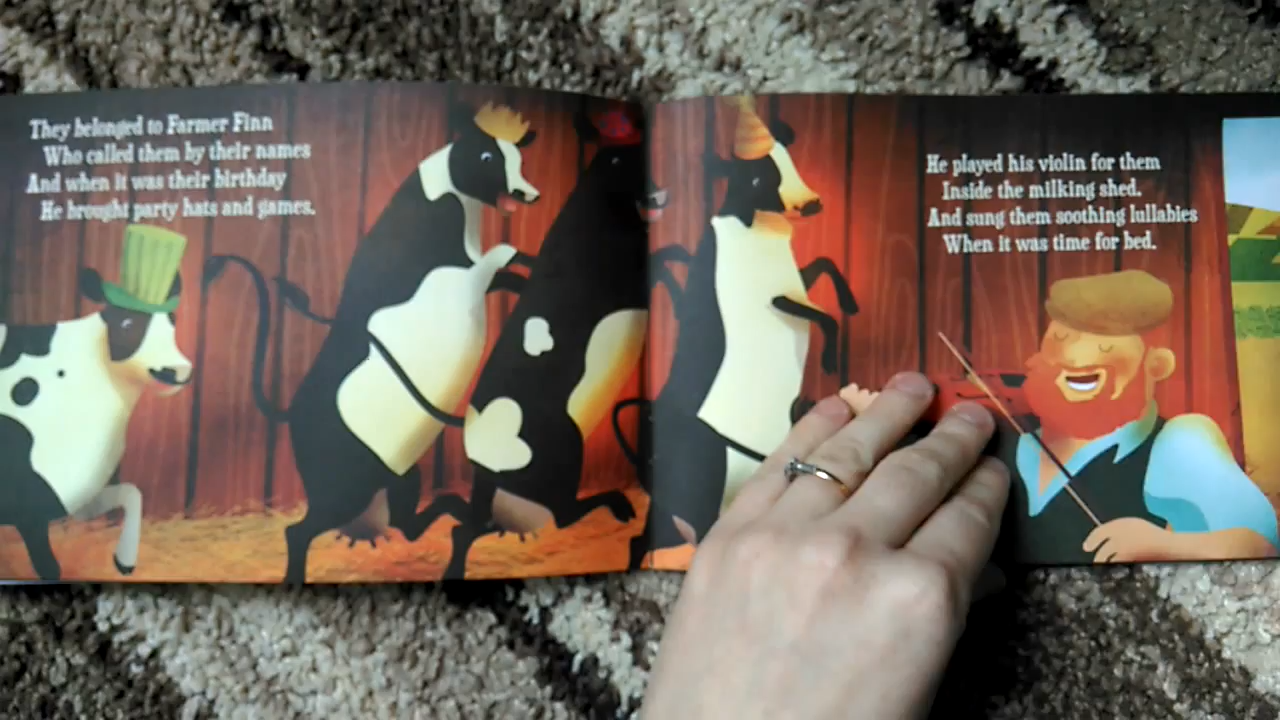 They belonged to Farmer Finn
Who called them by their names
And when it was their birthday
He brought party hats and games.
He played his violin for them
Inside the milking shed.
And sung them soothing lullabies
When it was time for bed.